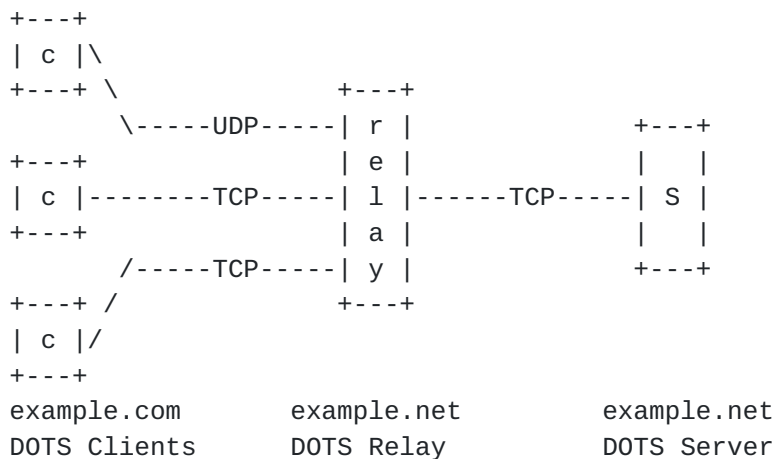 +---+
| c |\
+---+ \                +---+
       \-----UDP-----| r |              +---+
+---+                | e |              |   |
| c |--------TCP-----| l |------TCP-----| S |
+---+                | a |              |   |
       /-----TCP-----| y |              +---+
+---+ /              +---+
| c |/
+---+
example.com       example.net         example.net
DOTS Clients      DOTS Relay          DOTS Server